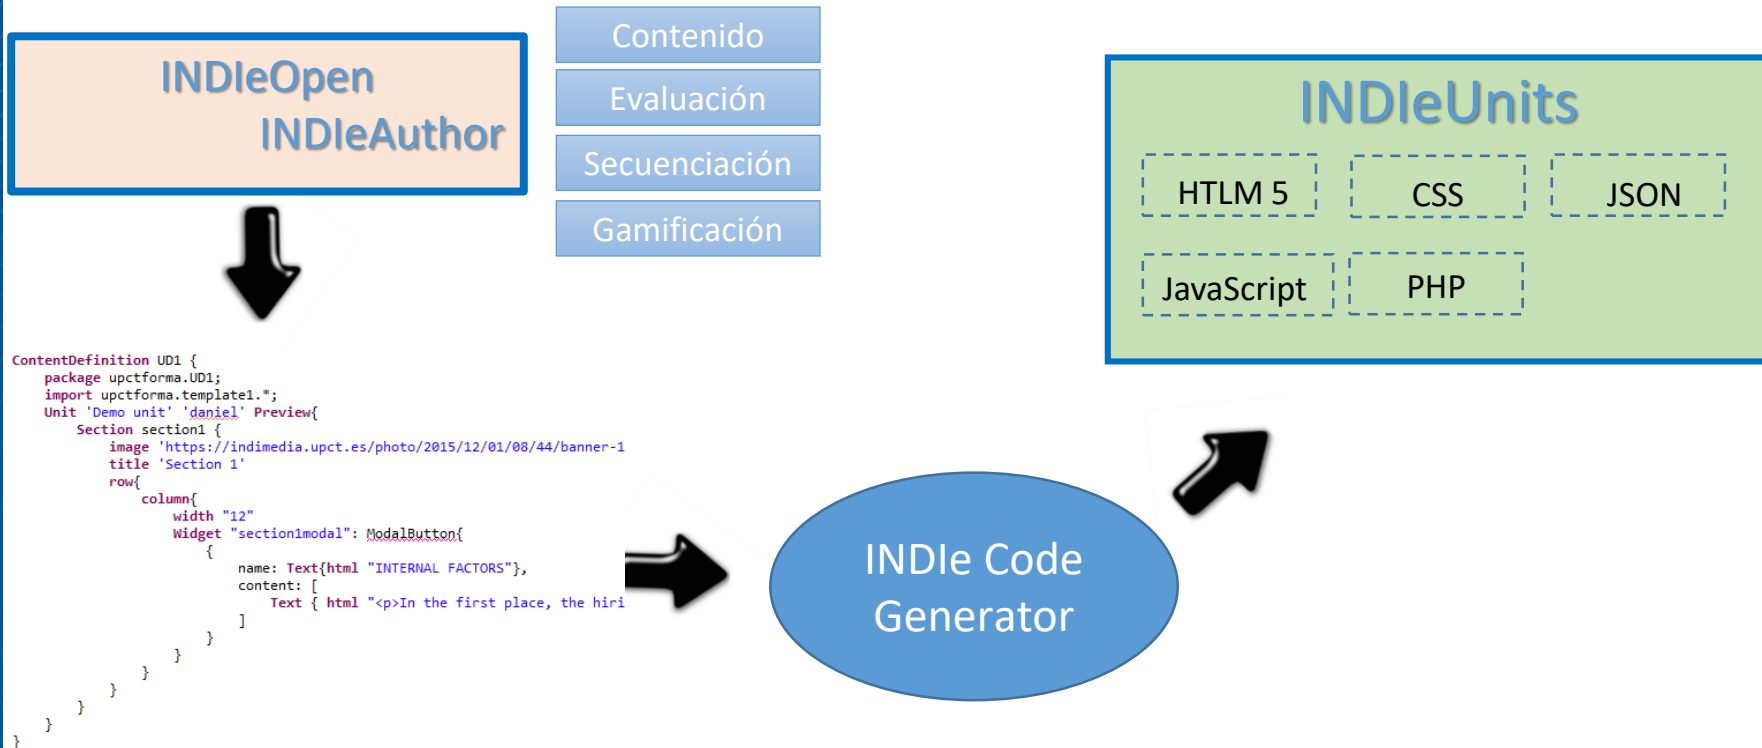 INDIeOpen
INDIeAuthor
Contenido
Evaluación
Secuenciación
Gamificación
INDIeUnits
HTLM 5
CSS
JSON
JavaScript
PHP
ContentDefinition UD1 {
package upctforma.UD1;
import upctforma.template1.*;
Unit 'Demo unit' 'daniel' Preview{
Section section1 {
image 'https://indimedia.upct.es/photo/2015/12/01/08/44/banner-1
title 'Section 1'
row{
column{
width "12"
Widget "section1modal": ModalButton{
{
name: Text{html "INTERNAL FACTORS"},
content: [
Text { html "<p>In the first place, the hiri
]
}
}
}
}
}
}
}
INDIe Code
Generator